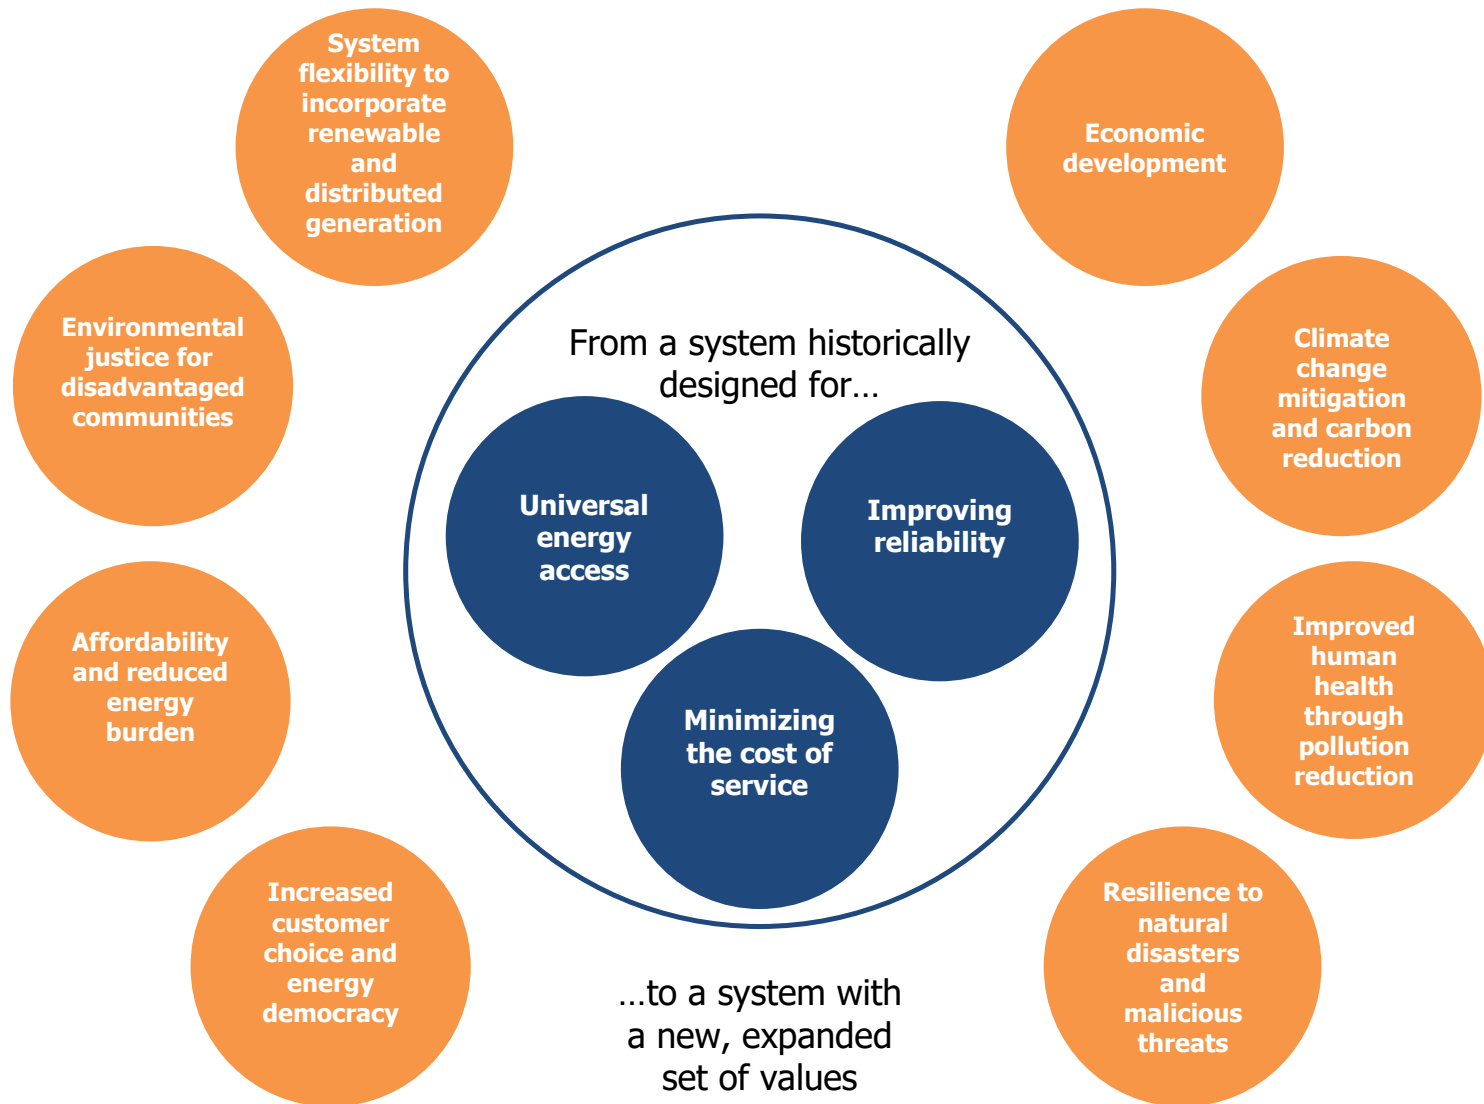 System
flexibility to
incorporate
renewable
and
distributed
generation
Economic
development
Environmental
justice for
disadvantaged
communities
From a system historically
designed for…
Climate
change
mitigation
and carbon
reduction
Universal
energy
access
Improving
reliability
Affordability
and reduced
energy
burden
Minimizing
the cost of
service
Improved
human
health
through
pollution
reduction
Increased
customer
choice and
energy
democracy
…to a system with
a new, expanded
set of values
Resilience to
natural
disasters
and
malicious
threats